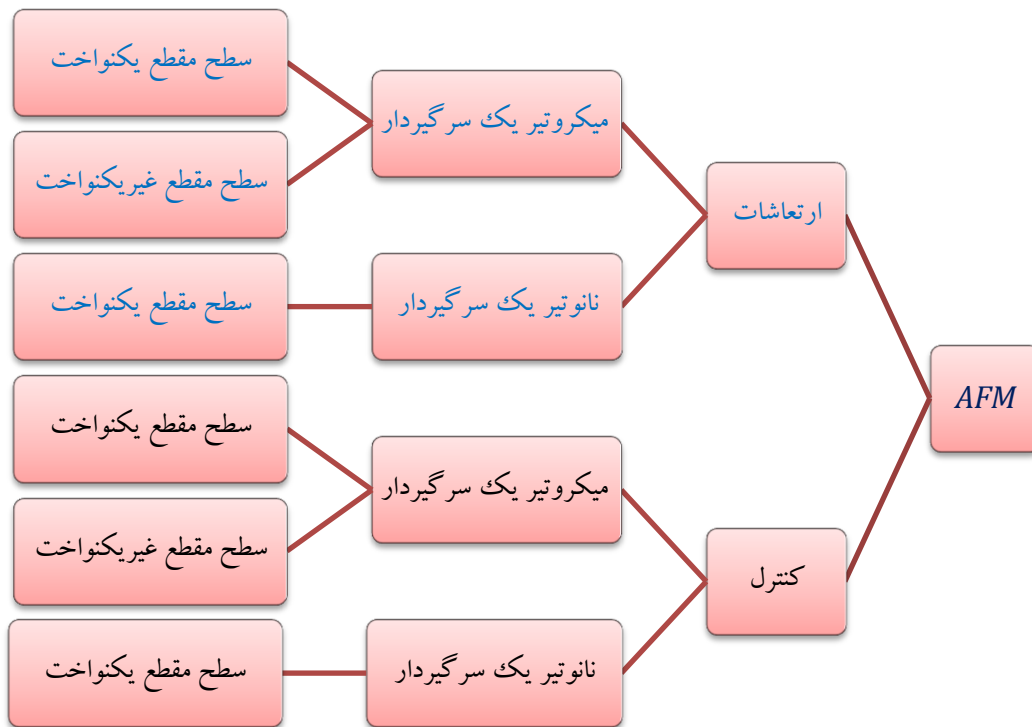 AFM
ارتعاشات
میکروتیر یک سرگیردار
سطح مقطع یکنواخت
سطح مقطع غیریکنواخت
نانوتیر یک سرگیردار
سطح مقطع یکنواخت
کنترل
میکروتیر یک سرگیردار
سطح مقطع یکنواخت
سطح مقطع غیریکنواخت
نانوتیر یک سرگیردار
سطح مقطع یکنواخت